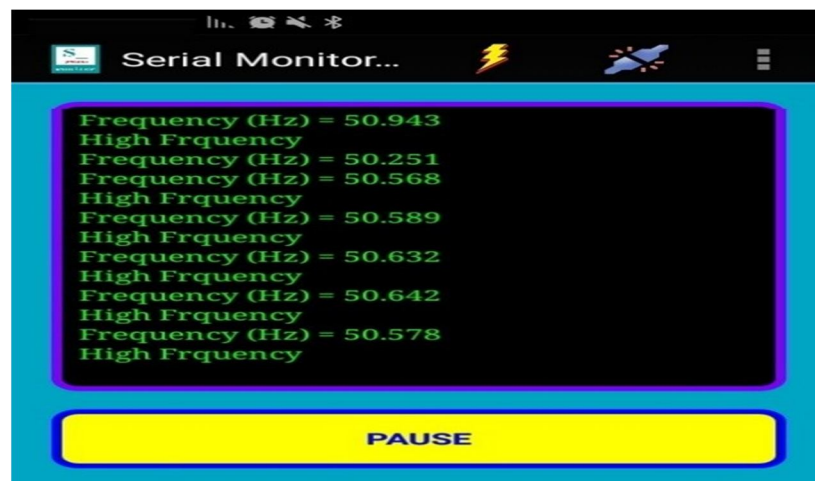 Serial Monitor...
Frequency (Hz) = 50.943
High Frquency
Frequency (Hz) = 50.251
Frequency (Hz) = 50.568
High Frquency
Frequency (Hz) = 50.589
High Frquency
Frequency (Hz) = 50.632
High Frquency
Frequency (Hz) = 50.642
High Frquency
Frequency (Hz) = 50.578
High Frquency
PAUSE